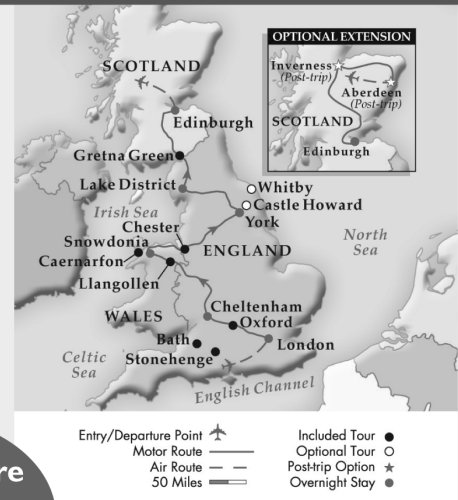 OPTIONAL EXTENSION
Inverness
(Post-trip)
Aberdeen
(Post-trip)
SCOTLAND
Edinburgh
SCOTLAND
Edinburgh
Gretna Green
Lake District
Whitby
Castle Howard
York
Irish Sea
Chester
Snowdonia
ENGLAND
North
Sea
Caernarfon
Llangollen
WALES
Cheltenham
Oxford
Bath
London
Stonehenge
Celtic
Sea
English Channel
Entry/Departure Point
Motor Route
Air Route
50 Miles
Included Tour
Optional Tour
Post-trip Option
Overnight Stay
re